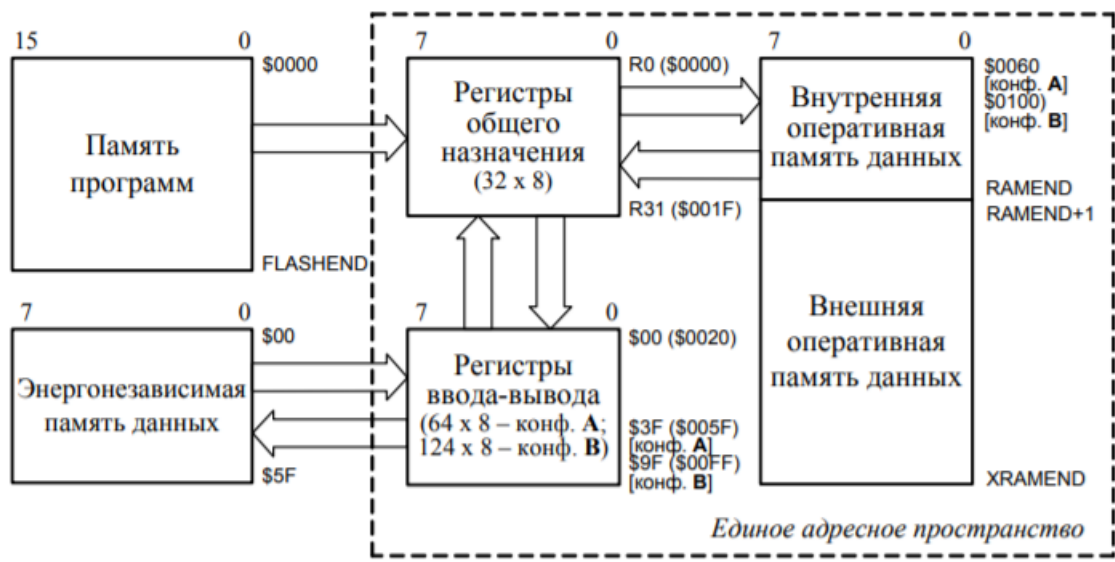 15 0
$0000
Память
программ
FLASHEND
7 0
R0 ($0000)
Регистры
общего
назначения
(32 x 8)
R31 ($001F)
7 0
$0060
[конф. A]
$0100)
[конф. B]
Внутренняя
оперативная
память данных
RAMEND
RAMEND+1
Внешняя
оперативная
память данных
XRAMEND
7 0
$00
Энергонезависимая
память данных
$5F
7 0
$00 ($0020)
Регистры
ввода-вывода
(64 x 8 – конф. A;
124 x 8 – конф. B)
$3F ($005F)
[конф. A]
$9F ($00FF)
[конф. B]
Единое адресное пространство